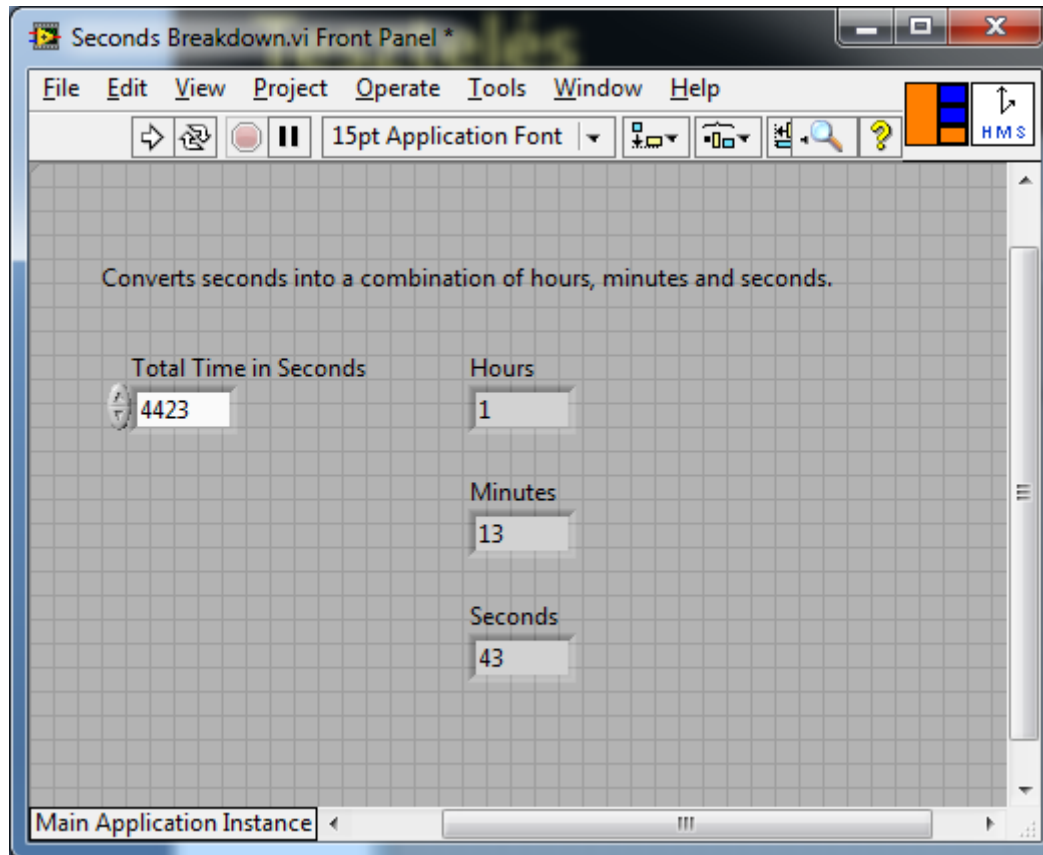 Seconds Breakdown.vi Front Panel *
File Edit View Project Operate Tools Window Help
15pt Application Font
HMS
Converts seconds into a combination of hours, minutes and seconds.
Total Time in Seconds
4423
Hours
1
Minutes
13
Seconds
43
Main Application Instance